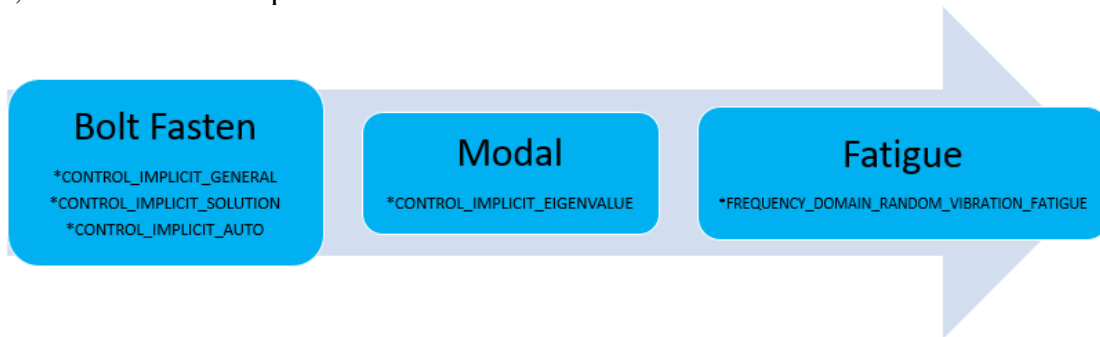 Bolt Fasten
*CONTROL_IMPLICIT_GENERAL
*CONTROL_IMPLICIT_SOLUTION
*CONTROL_IMPLICIT_AUTO
Modal
*CONTROL_IMPLICIT_EIGENVALUE
Fatigue
*FREQUENCY_DOMAIN_RANDOM_VIBRATION_FATIGUE